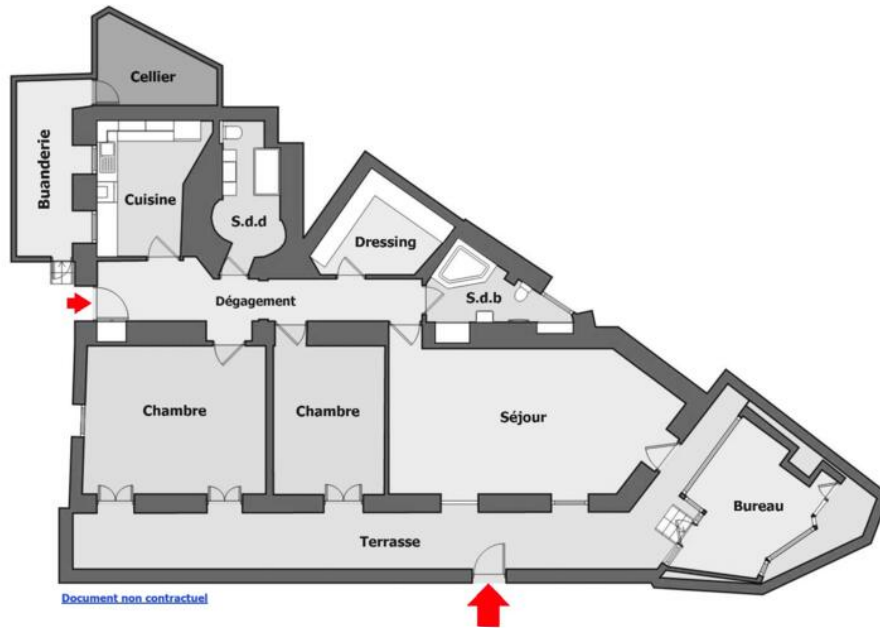 Cellier
Buanderie
Cuisine
S.d.d
Dressing
S.d.b
Dégagement
Chambre
Chambre
Séjour
Bureau
Terrasse
Document non contractuel